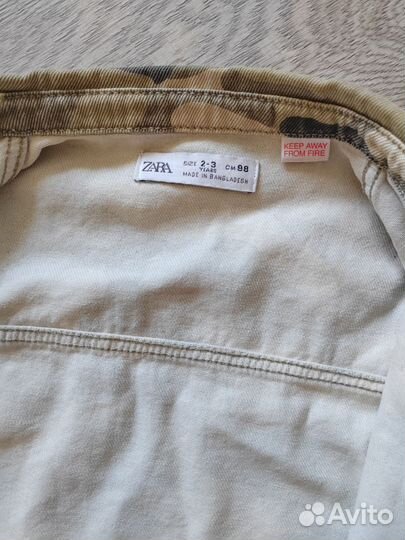 ZARA
SIZE 2-3 YEARS CM.98
MADE IN BANGLADESH
KEEP AWAY
FROM FIRE
Avito